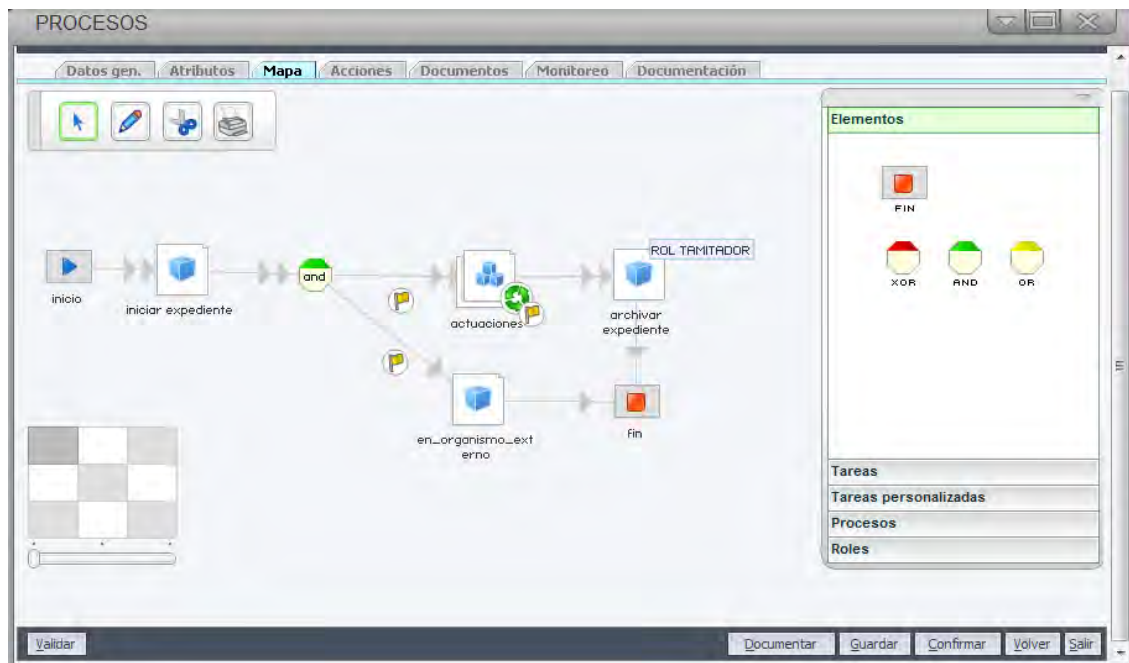 PROCESOS
Datos gen.
Atributos
Mapa
Acciones
Documentos
Monitoreo
Documentación
Elementos
FIN
XOR
AND
OR
ROL TAMITADOR
and
inicio
iniciar expediente
actuaciones
archivar
expediente
en_organismo_ext
erno
fin
Tareas
Tareas personalizadas
Procesos
Roles
Validar
Documentar
Guardar
Confirmar
Volver
Salir